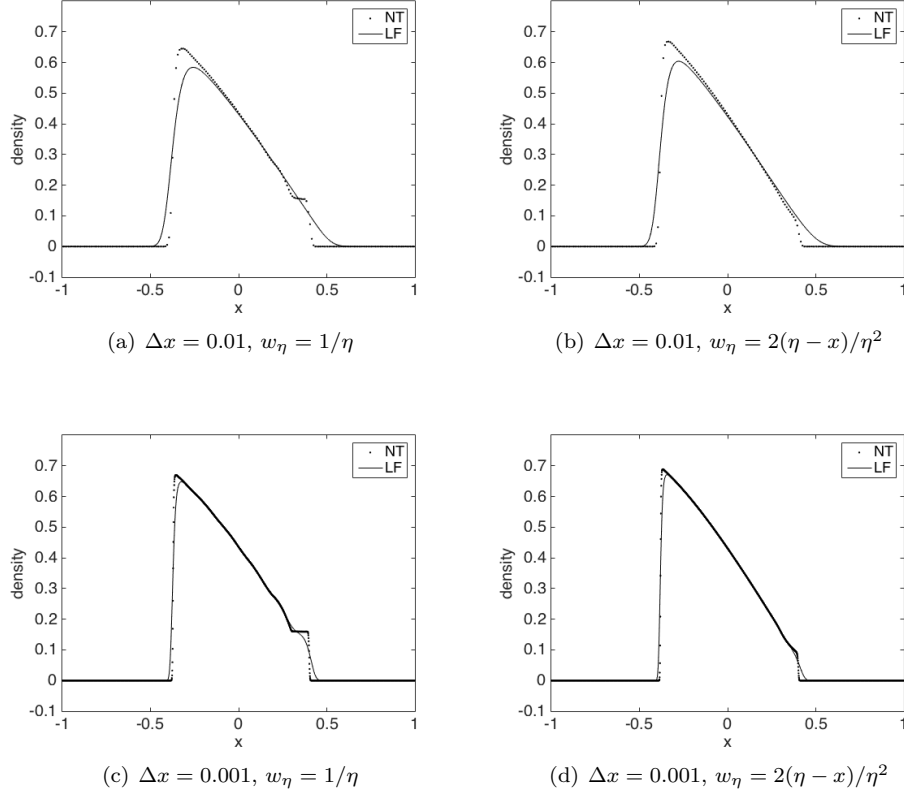 NT
LF
0.7
0.6
0.5
0.4
0.3
0.2
0.1
0
-0.1
density
-1 -0.5 0 0.5 1
x
(a) Δx = 0.01, wη = 1/η
NT
LF
0.7
0.6
0.5
0.4
0.3
0.2
0.1
0
-0.1
density
-1 -0.5 0 0.5 1
x
(b) Δx = 0.01, wη = 2(η − x)/η²
NT
LF
0.7
0.6
0.5
0.4
0.3
0.2
0.1
0
-0.1
density
-1 -0.5 0 0.5 1
x
(c) Δx = 0.001, wη = 1/η
NT
LF
0.7
0.6
0.5
0.4
0.3
0.2
0.1
0
-0.1
density
-1 -0.5 0 0.5 1
x
(d) Δx = 0.001, wη = 2(η − x)/η²